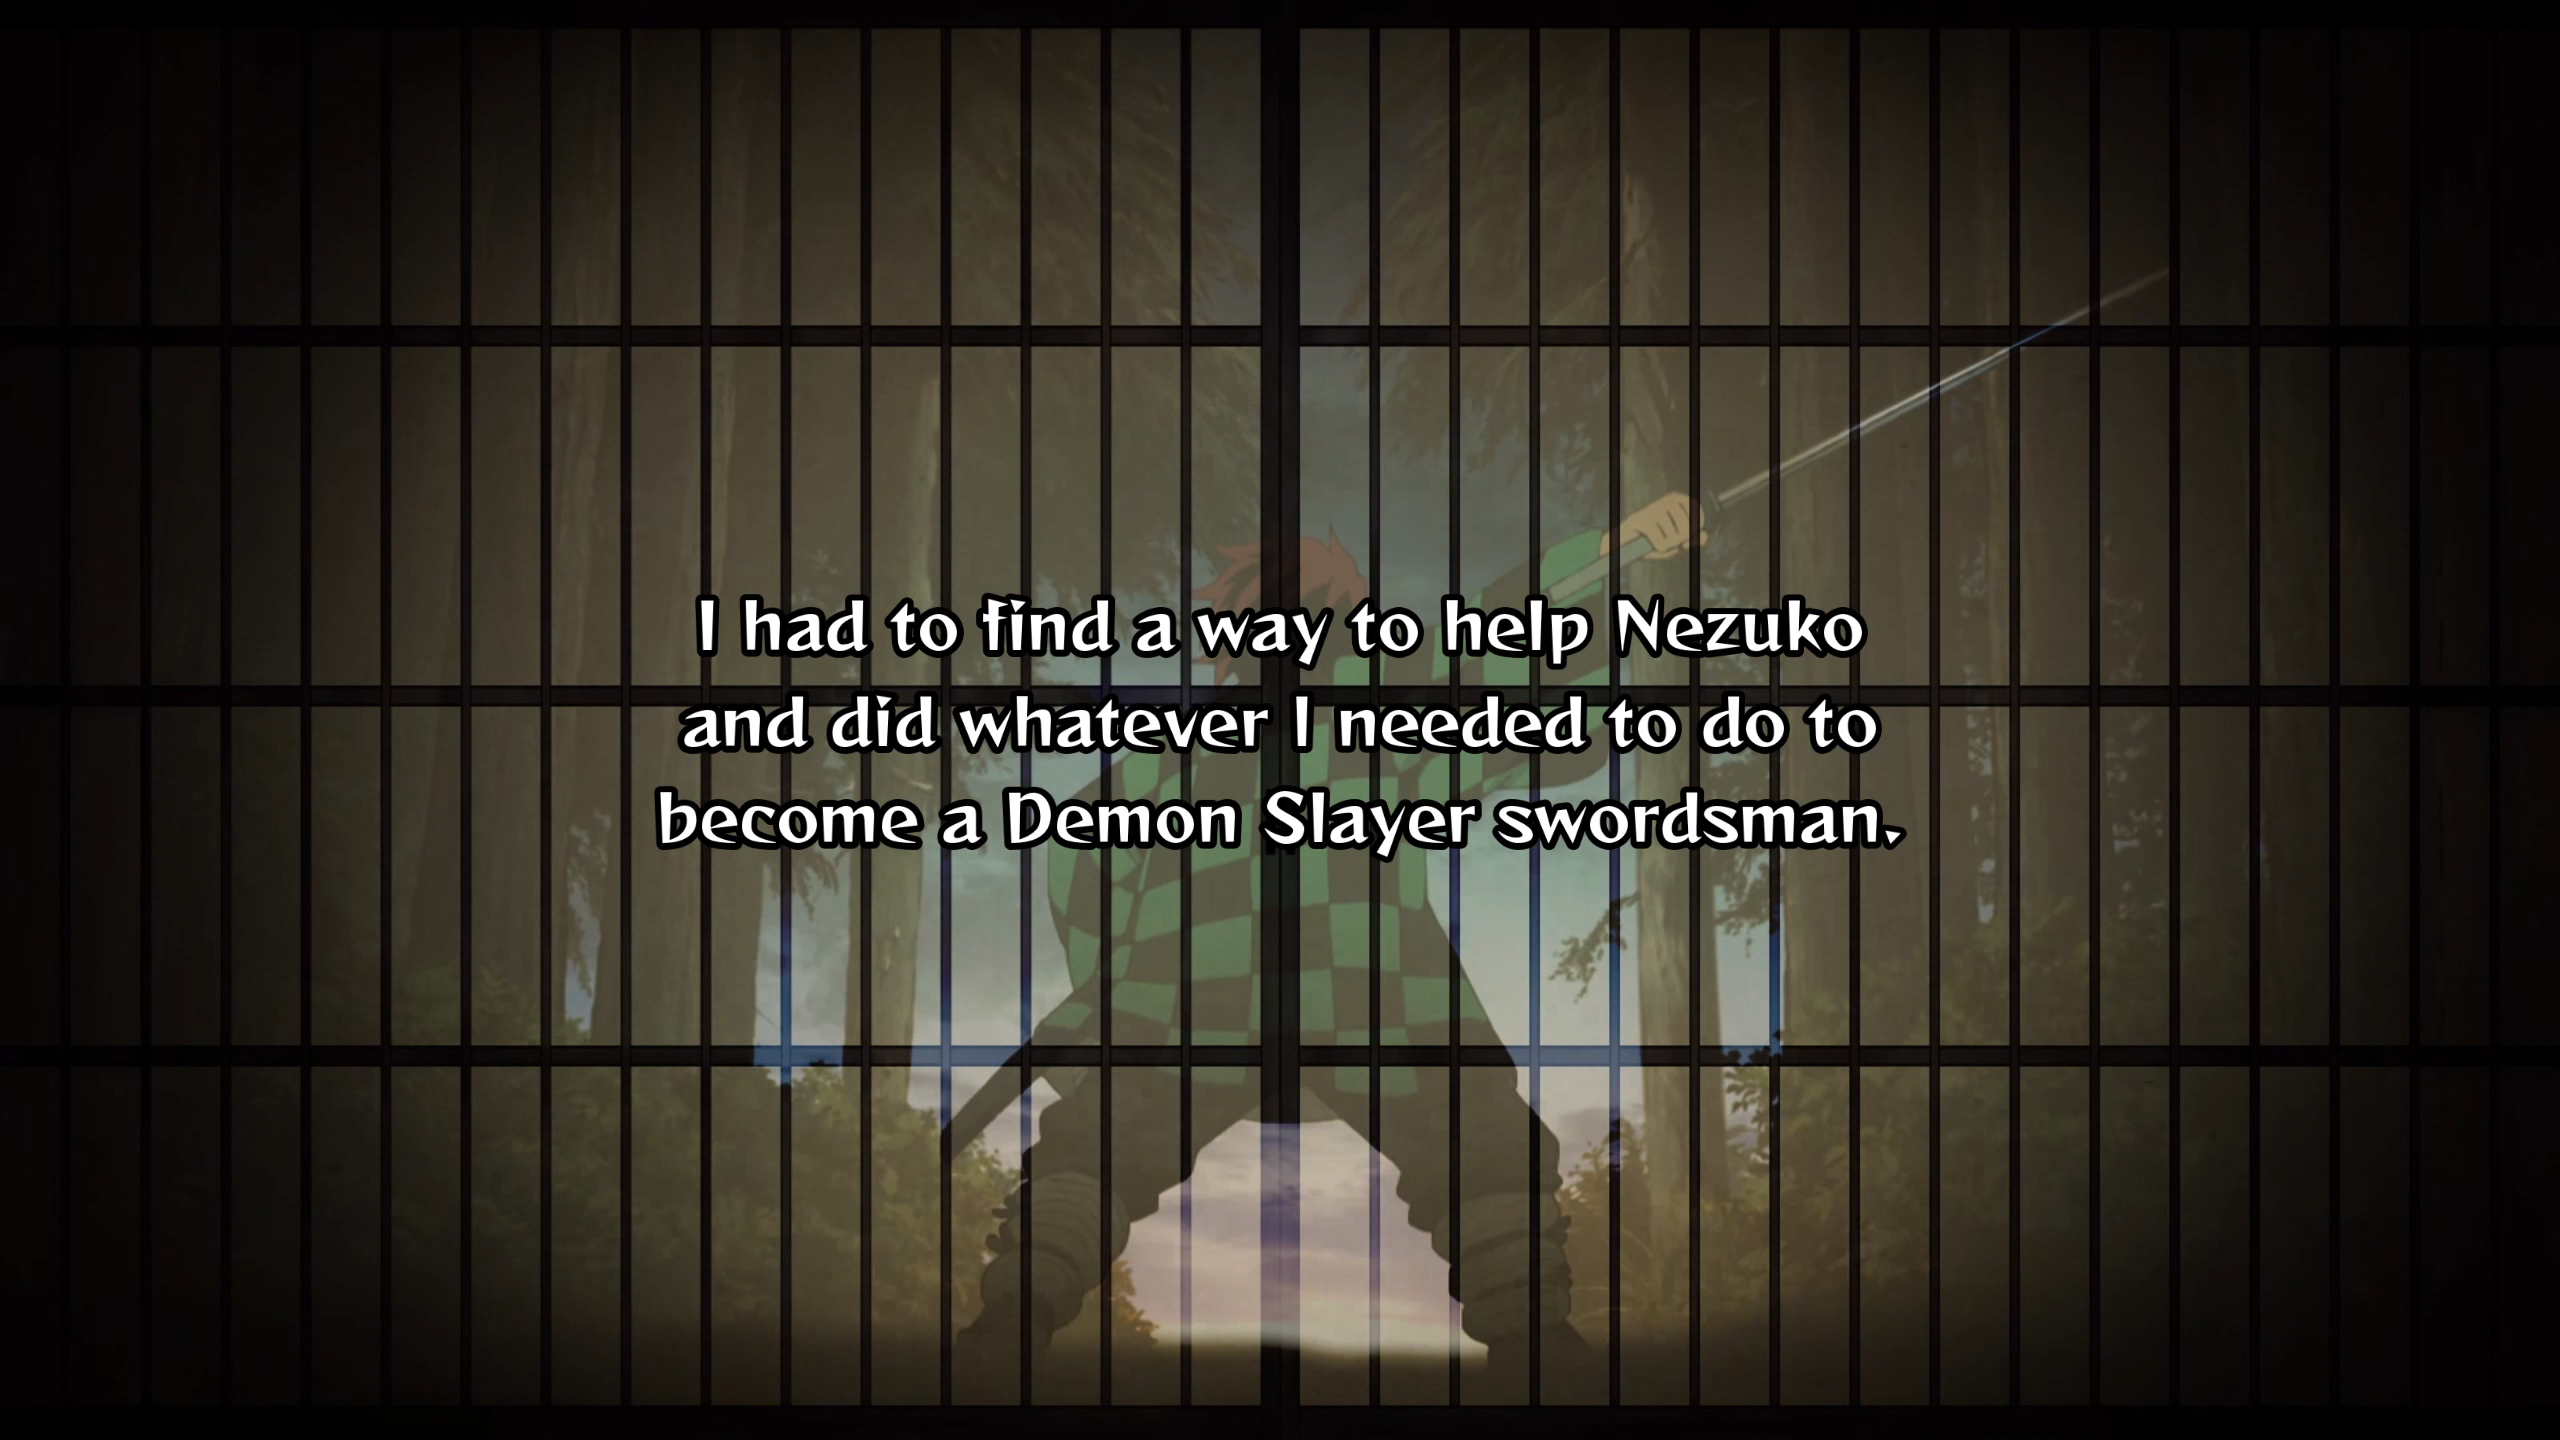 I had to find a way to help Nezuko
and did whatever I needed to do to
become a Demon Slayer swordsman.